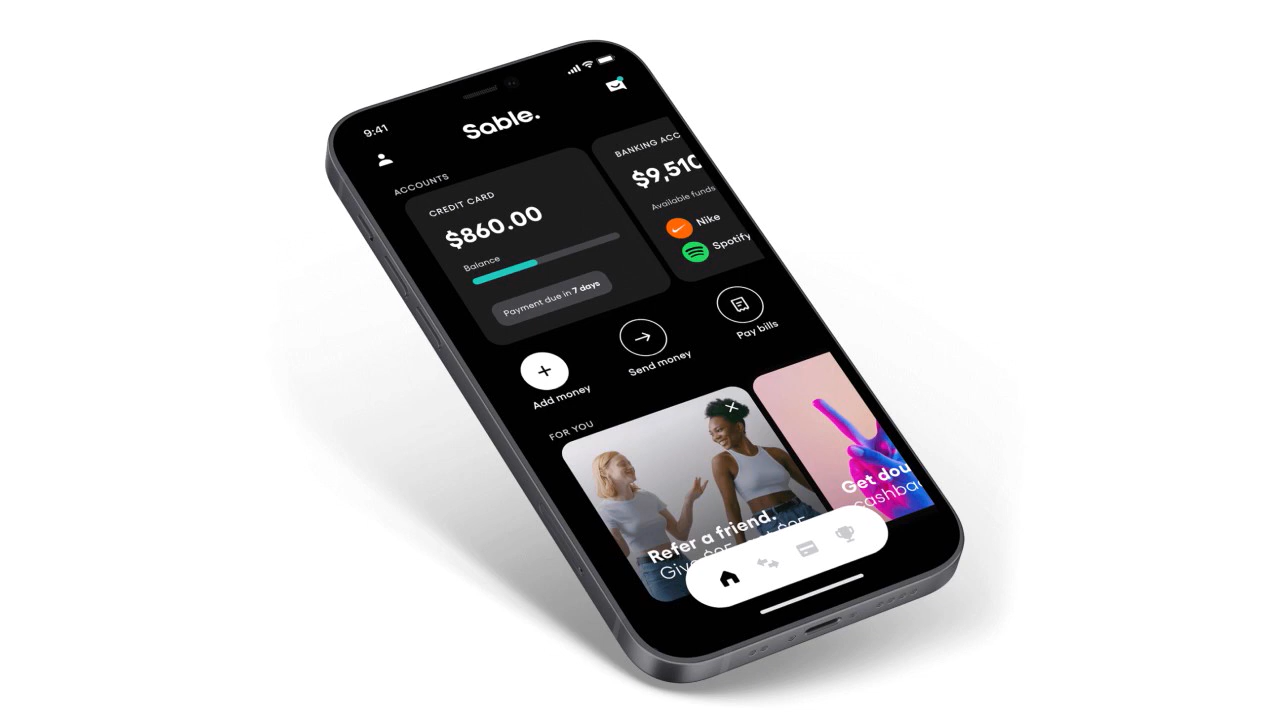 9:41
Sable.
ACCOUNTS
CREDIT CARD
$860.00
Balance
Payment due in 7 days
BANKING ACC
$9,510
Available funds
Nike
Spotify
Add money
Send money
Pay bills
FOR YOU
Refer a friend.
Get dou
cashba